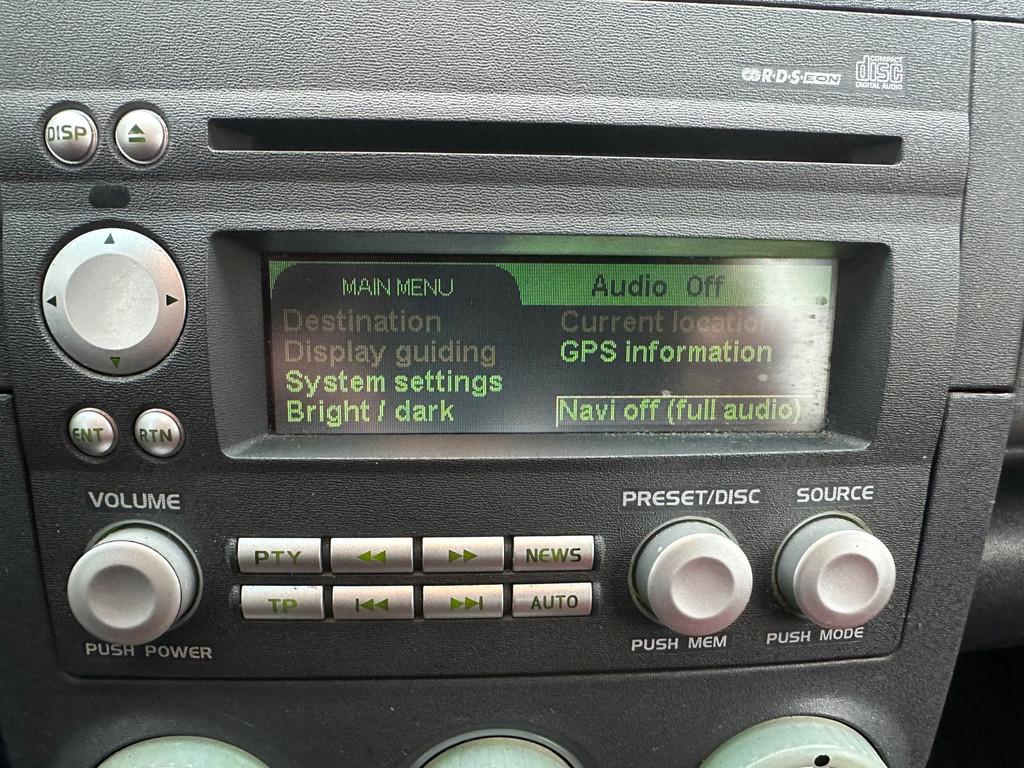 R·D·S EON
COMPACT
disc
DIGITAL AUDIO
DISP
MAIN MENU
Audio Off
Destination
Current location
Display guiding
GPS information
System settings
Bright / dark
Navi off (full audio)
ENT
RTN
VOLUME
PRESET/DISC
SOURCE
PTY
NEWS
TP
AUTO
PUSH POWER
PUSH MEM
PUSH MODE